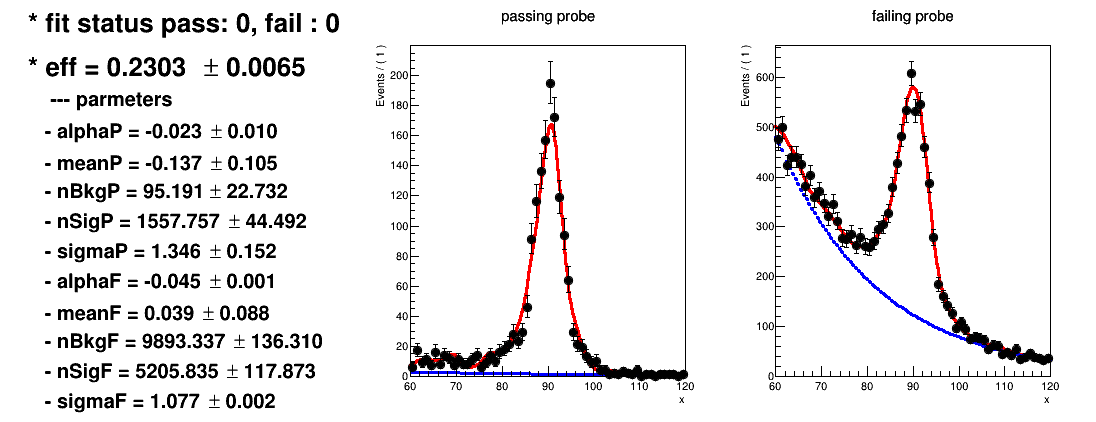 * fit status pass: 0, fail : 0
* eff = 0.2303 ± 0.0065
--- parmeters
- alphaP = -0.023 ± 0.010
- meanP = -0.137 ± 0.105
- nBkgP = 95.191 ± 22.732
- nSigP = 1557.757 ± 44.492
- sigmaP = 1.346 ± 0.152
- alphaF = -0.045 ± 0.001
- meanF = 0.039 ± 0.088
- nBkgF = 9893.337 ± 136.310
- nSigF = 5205.835 ± 117.873
- sigmaF = 1.077 ± 0.002
passing probe
Events / ( 1 )
200
180
160
140
120
100
80
60
40
20
0
60 70 80 90 100 110 120
x
failing probe
Events / ( 1 )
600
500
400
300
200
100
0
60 70 80 90 100 110 120
x